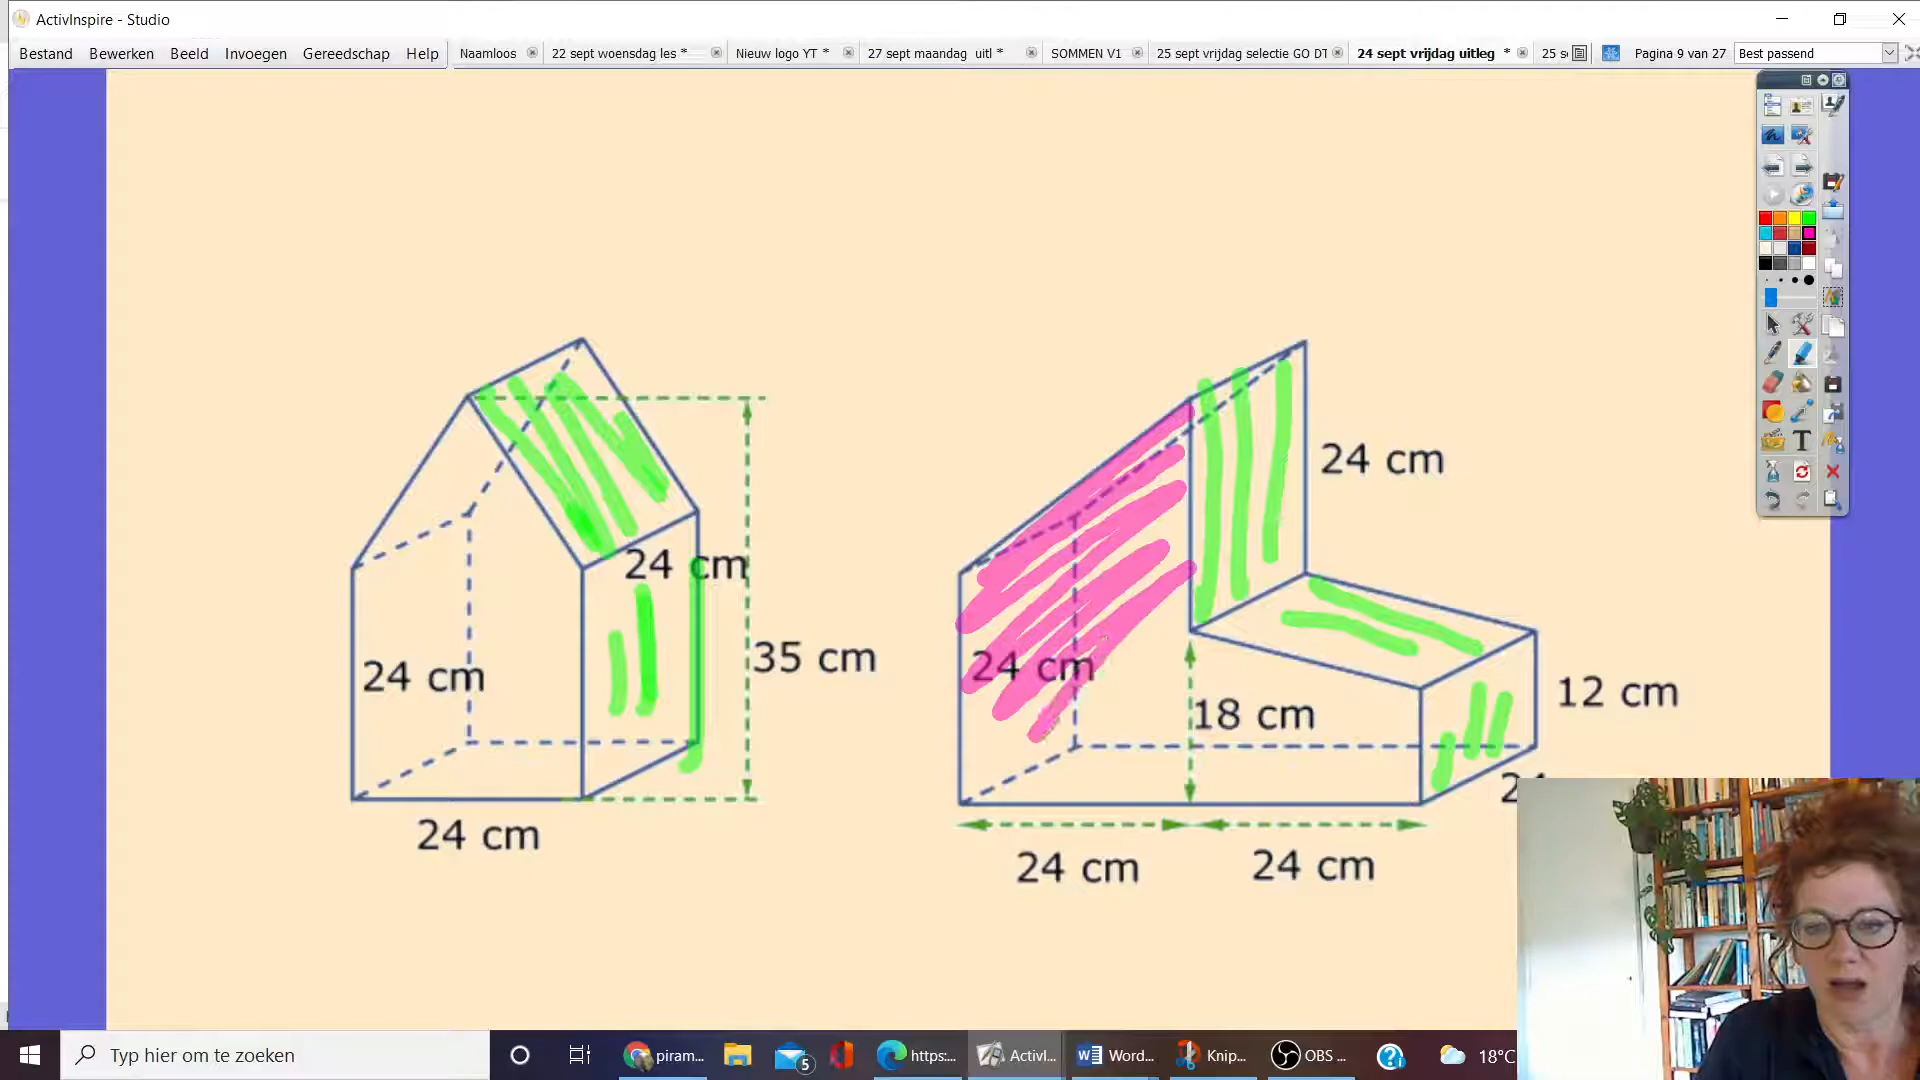 ActivInspire - Studio
Bestand Bewerken Beeld Invoegen Gereedschap Help
Naamloos 22 sept woensdag les * Nieuw logo YT * 27 sept maandag uitl * SOMMEN V1 25 sept vrijdag selectie GO DT 24 sept vrijdag uitleg * 25 s Pagina 9 van 27 Best passend
24 cm
24 cm
35 cm
24 cm
24 cm
24 cm
18 cm
12 cm
24 cm
24 cm
Typ hier om te zoeken
5
piram...
https:...
ActivI...
Word...
Knip...
OBS ...
18°C